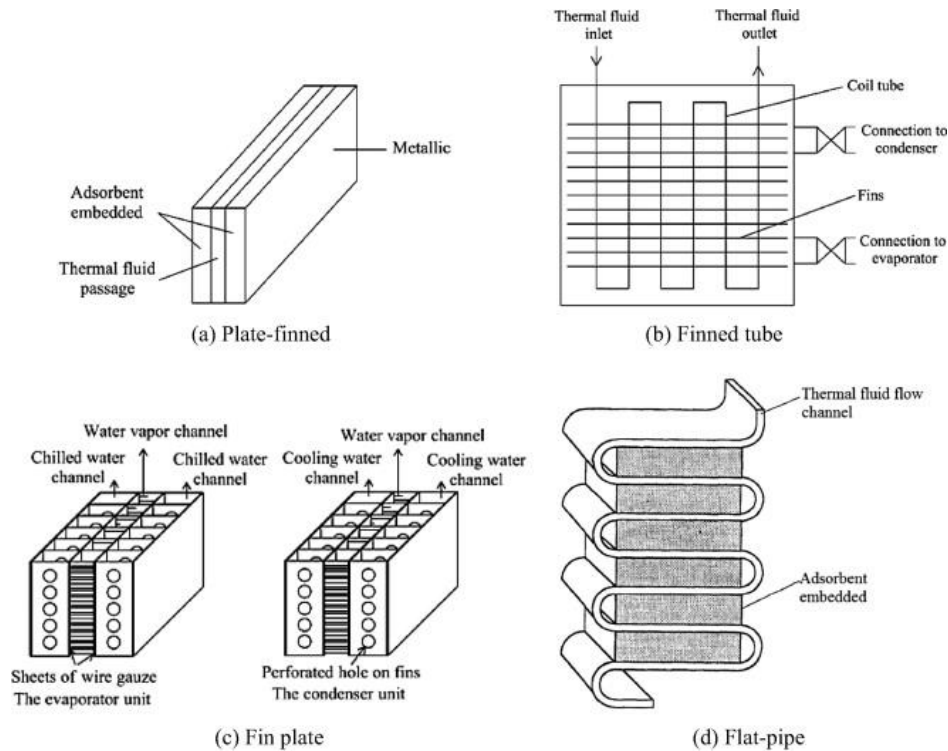 Metallic
Adsorbent
embedded
Thermal fluid
passage
(a) Plate-finned
Thermal fluid
inlet
Thermal fluid
outlet
Coil tube
Connection to
condenser
Fins
Connection to
evaporator
(b) Finned tube
Water vapor channel
Chilled water
channel
Chilled water
channel
Sheets of wire gauze
The evaporator unit
Water vapor channel
Cooling water
channel
Cooling water
channel
Perforated hole on fins
The condenser unit
(c) Fin plate
Thermal fluid flow
channel
Adsorbent
embedded
(d) Flat-pipe